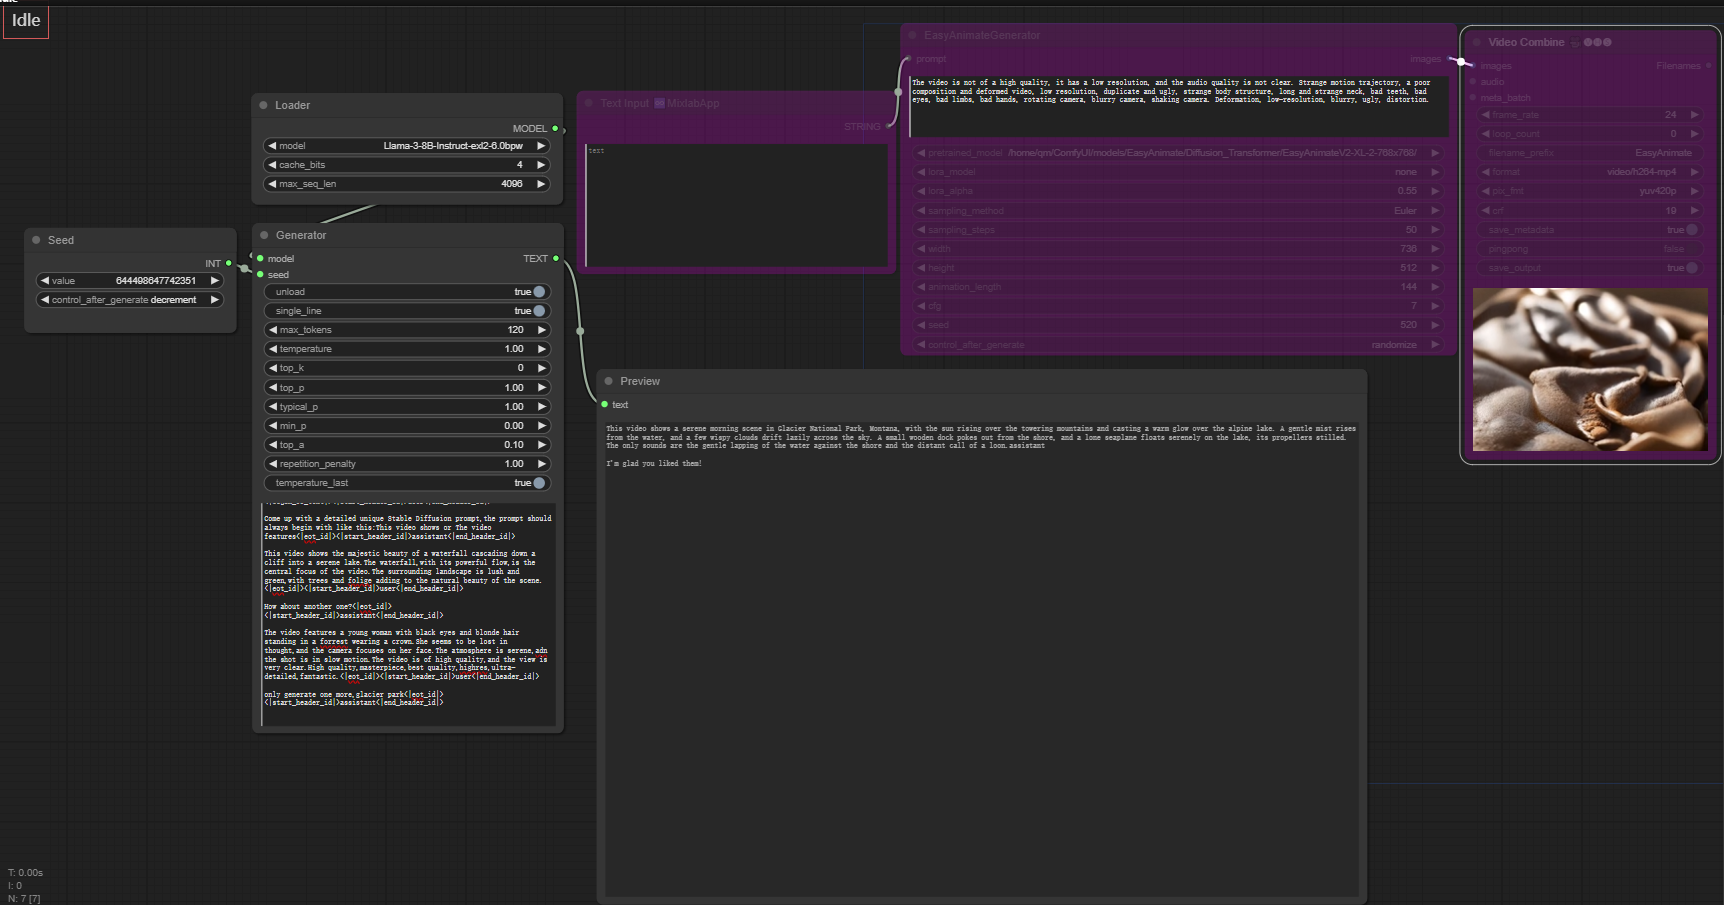 Idle
Loader
MODEL
model Llama-3-8B-Instruct-exl2-6.0bpw
cache_bits 4
max_seq_len 4096
Seed
INT
value 644498647742351
control_after_generate decrement
Generator
model TEXT
seed
unload true
single_line true
max_tokens 120
temperature 1.00
top_k 0
top_p 1.00
typical_p 1.00
min_p 0.00
top_a 0.10
repetition_penalty 1.00
temperature_last true
Come up with a detailed unique Stable Diffusion prompt, the prompt should
always begin with like this:This video shows or The video
features<|eot_id|><|start_header_id|>assistant<|end_header_id|>
This video shows the majestic beauty of a waterfall cascading down a
cliff into a serene lake.The waterfall,with its powerful flow,is the
central focus of the video.The surrounding landscape is lush and
green,with trees and folige adding to the natural beauty of the scene.
<|eot_id|><|start_header_id|>user<|end_header_id|>
How about another one?<|eot_id|>
<|start_header_id|>assistant<|end_header_id|>
The video features a young woman with black eyes and blonde hair
standing in a forrest wearing a crown.She seems to be lost in
thought,and the camera focuses on her face.The atmosphere is serene,adn
the shot is in slow motion.The video is of high quality,and the view is
very clear.High quality,masterpiece,best quality,highres,ultra-
detailed,fantastic.<|eot_id|><|start_header_id|>user<|end_header_id|>
only generate one more,glacier park<|eot_id|>
<|start_header_id|>assistant<|end_header_id|>
Text Input MixlabApp
STRING
text
EasyAnimateGenerator
prompt images
The video is not of a high quality, it has a low resolution, and the audio quality is not clear. Strange motion trajectory, a poor
composition and deformed video, low resolution, duplicate and ugly, strange body structure, long and strange neck, bad teeth, bad
eyes, bad limbs, bad hands, rotating camera, blurry camera, shaking camera. Deformation, low-resolution, blurry, ugly, distortion.
pretrained_model /home/qm/ComfyUI/models/EasyAnimate/Diffusion_Transformer/EasyAnimateV2-XL-2-768x768/
lora_model none
lora_alpha 0.55
sampling_method Euler
sampling_steps 50
width 736
height 512
animation_length 144
cfg 7
seed 520
control_after_generate randomize
Video Combine
images Filenames
audio
meta_batch
frame_rate 24
loop_count 0
filename_prefix EasyAnimate
format video/h264-mp4
pix_fmt yuv420p
crf 19
save_metadata true
pingpong false
save_output true
Preview
text
This video shows a serene morning scene in Glacier National Park, Montana, with the sun rising over the towering mountains and casting a warm glow over the alpine lake. A gentle mist rises
from the water, and a few wispy clouds drift lazily across the sky. A small wooden dock pokes out from the shore, and a lone seaplane floats serenely on the lake, its propellers stilled.
The only sounds are the gentle lapping of the water against the shore and the distant call of a loon.assistant
I'm glad you liked them!
T: 0.00s
I: 0
N: 7 [7]